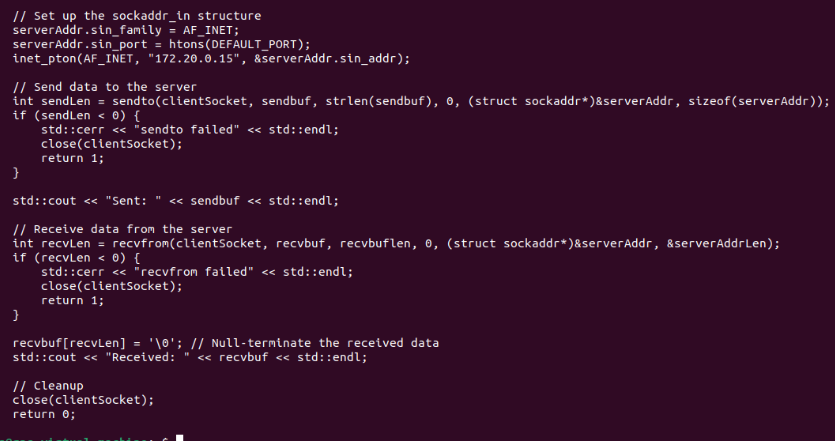 // Set up the sockaddr_in structure
serverAddr.sin_family = AF_INET;
serverAddr.sin_port = htons(DEFAULT_PORT);
inet_pton(AF_INET, "172.20.0.15", &serverAddr.sin_addr);

// Send data to the server
int sendLen = sendto(clientSocket, sendbuf, strlen(sendbuf), 0, (struct sockaddr*)&serverAddr, sizeof(serverAddr));
if (sendLen < 0) {
    std::cerr << "sendto failed" << std::endl;
    close(clientSocket);
    return 1;
}

std::cout << "Sent: " << sendbuf << std::endl;

// Receive data from the server
int recvLen = recvfrom(clientSocket, recvbuf, recvbuflen, 0, (struct sockaddr*)&serverAddr, &serverAddrLen);
if (recvLen < 0) {
    std::cerr << "recvfrom failed" << std::endl;
    close(clientSocket);
    return 1;
}

recvbuf[recvLen] = '\0'; // Null-terminate the received data
std::cout << "Received: " << recvbuf << std::endl;

// Cleanup
close(clientSocket);
return 0;